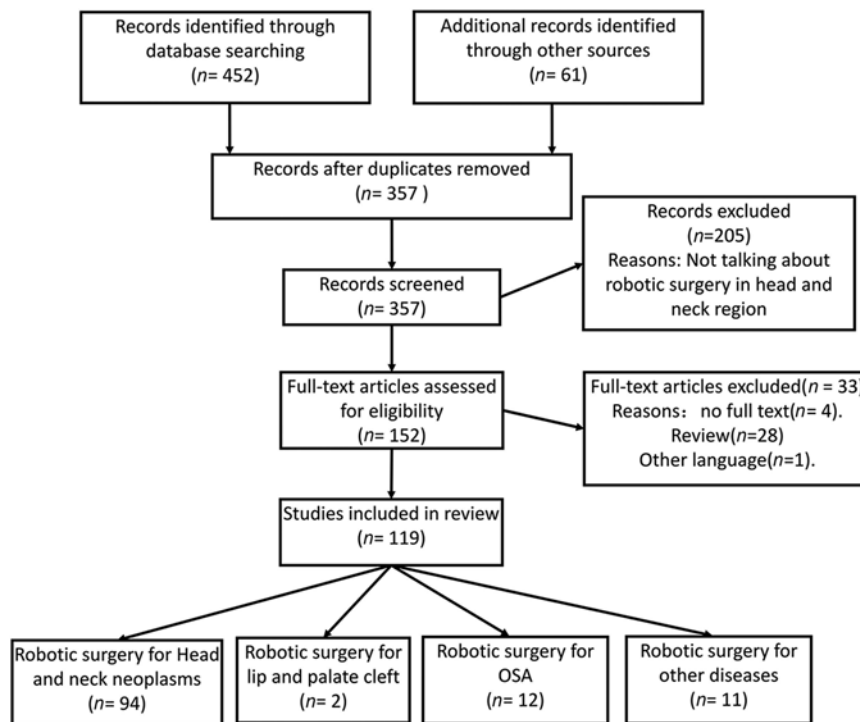 Records identified through
database searching
(n= 452)
Additional records identified
through other sources
(n= 61)
Records after duplicates removed
(n= 357 )
Records excluded
(n=205)
Reasons: Not talking about
robotic surgery in head and
neck region
Records screened
(n= 357)
Full-text articles assessed
for eligibility
(n= 152)
Full-text articles excluded(n = 33)
Reasons： no full text(n= 4).
Review(n=28)
Other language(n=1).
Studies included in review
(n= 119)
Robotic surgery for Head
and neck neoplasms
n= 94)
Robotic surgery for
lip and palate cleft
n= 2)
Robotic surgery for
OSA
(n= 12)
Robotic surgery for
other diseases
(n= 11)